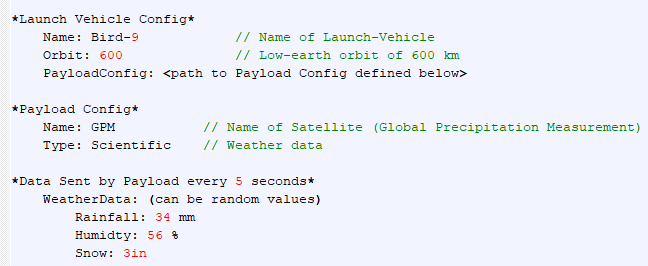 *Launch Vehicle Config*
Name: Bird-9 // Name of Launch-Vehicle
Orbit: 600 // Low-earth orbit of 600 km
PayloadConfig: <path to Payload Config defined below>
*Payload Config*
Name: GPM // Name of Satellite (Global Precipitation Measurement)
Type: Scientific // Weather data
*Data Sent by Payload every 5 seconds*
WeatherData: (can be random values)
Rainfall: 34 mm
Humidty: 56 %
Snow: 3in